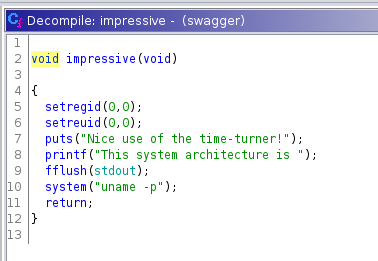 Decompile: impressive - (swagger)
1
2 void impressive(void)
3
4 {
5   setregid(0,0);
6   setreuid(0,0);
7   puts("Nice use of the time-turner!");
8   printf("This system architecture is ");
9   fflush(stdout);
10   system("uname -p");
11   return;
12 }
13